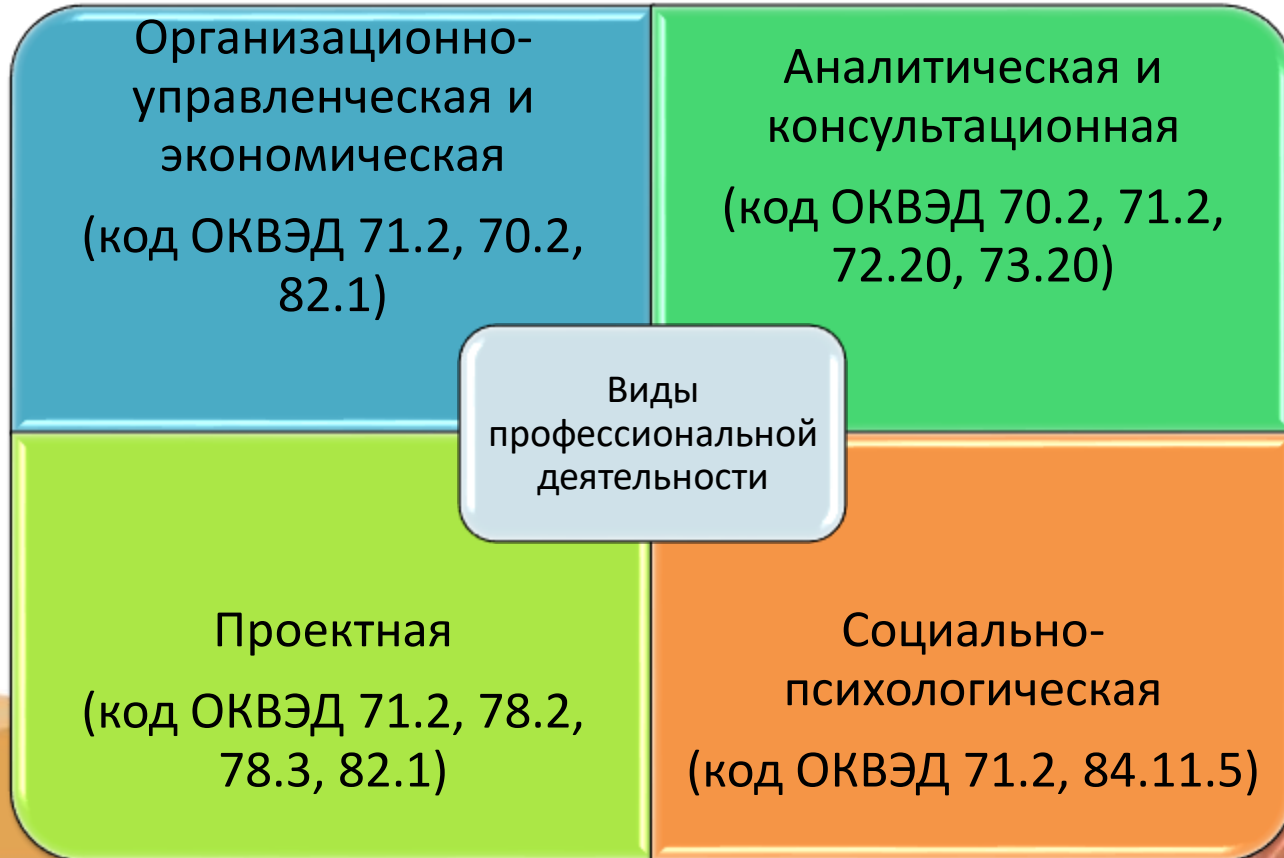 Организационно-
управленческая и
экономическая
(код ОКВЭД 71.2, 70.2,
82.1)
Аналитическая и
консультационная
(код ОКВЭД 70.2, 71.2,
72.20, 73.20)
Виды
профессиональной
деятельности
Проектная
(код ОКВЭД 71.2, 78.2,
78.3, 82.1)
Социально-
психологическая
(код ОКВЭД 71.2, 84.11.5)